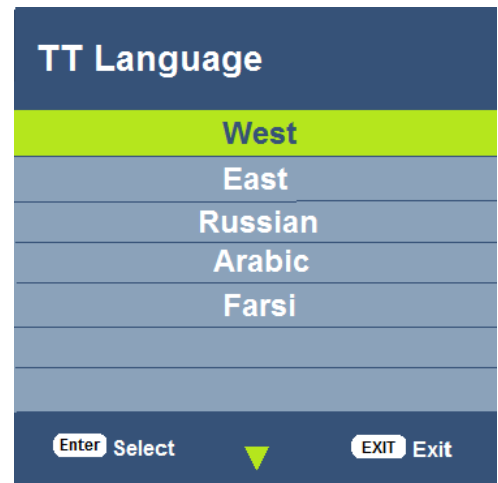 TT Language
West
East
Russian
Arabic
Farsi
Enter Select EXIT Exit